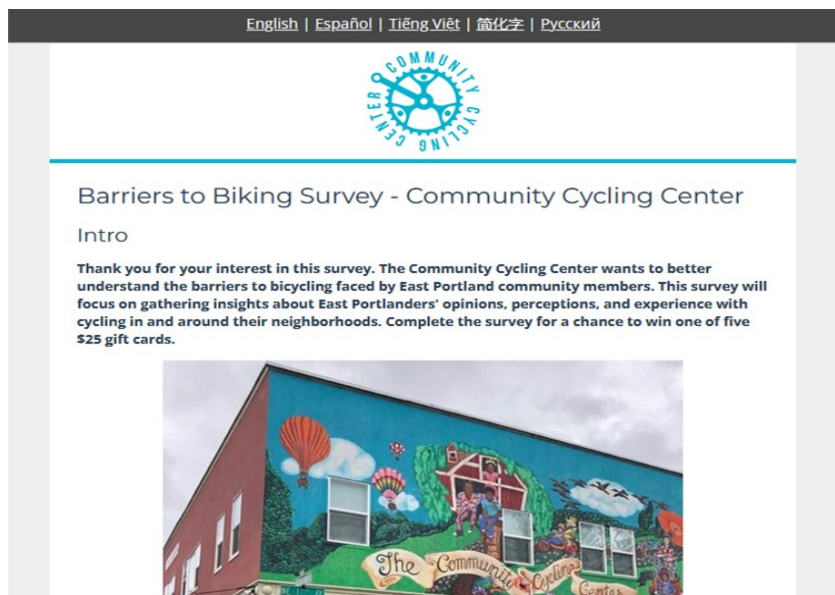 English | Español | Tiếng Việt | 简化字 | Русский
COMMUNITY CYCLING CENTER
Barriers to Biking Survey - Community Cycling Center
Intro
Thank you for your interest in this survey. The Community Cycling Center wants to better
understand the barriers to bicycling faced by East Portland community members. This survey will
focus on gathering insights about East Portlanders' opinions, perceptions, and experience with
cycling in and around their neighborhoods. Complete the survey for a chance to win one of five
$25 gift cards.
The Community Cycling Center